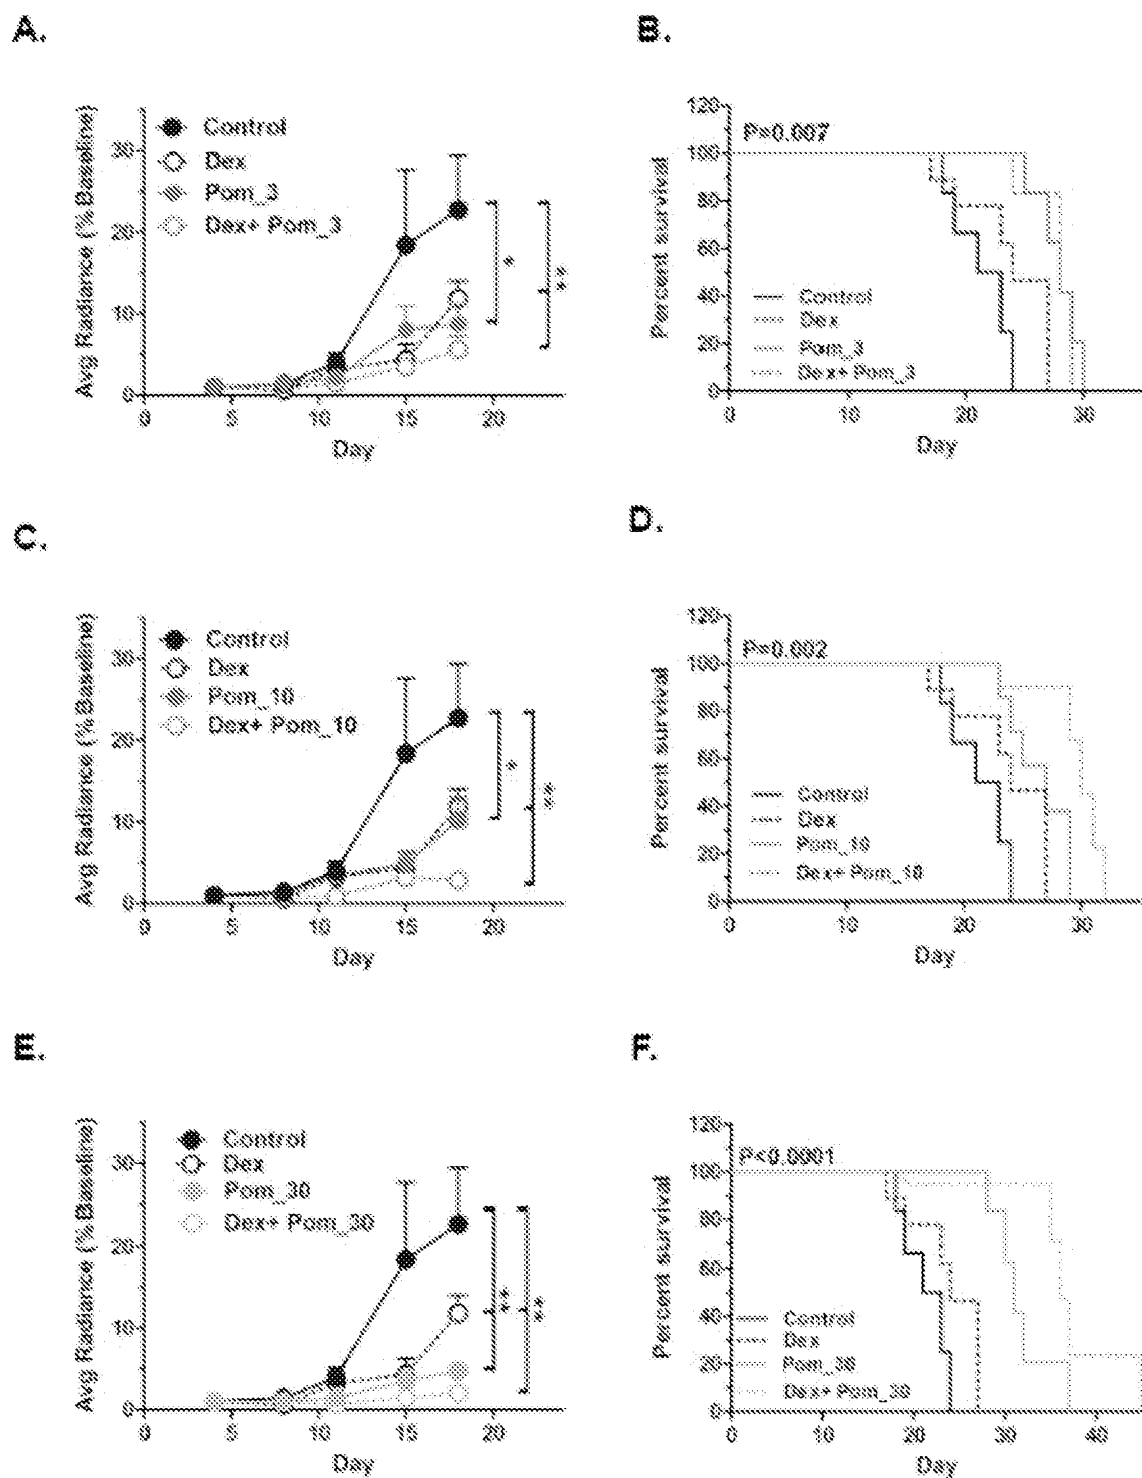 A.
Avg Radiance (% Baseline)
30
20
10
0
Control
Dex
Pom_3
Dex+ Pom_3
*
**
0 5 10 15 20
Day
B.
Percent survival
120
100
80
60
40
20
0
P=0.007
Control
Dex
Pom_3
Dex+ Pom_3
0 10 20 30
Day
C.
Avg Radiance (% Baseline)
30
20
10
0
Control
Dex
Pom_10
Dex+ Pom_10
*
**
0 5 10 15 20
Day
D.
Percent survival
120
100
80
60
40
20
0
P=0.002
Control
Dex
Pom_10
Dex+ Pom_10
0 10 20 30
Day
E.
Avg Radiance (% Baseline)
30
20
10
0
Control
Dex
Pom_30
Dex+ Pom_30
**
**
0 5 10 15 20
Day
F.
Percent survival
120
100
80
60
40
20
0
P<0.0001
Control
Dex
Pom_30
Dex+ Pom_30
0 10 20 30 40
Day